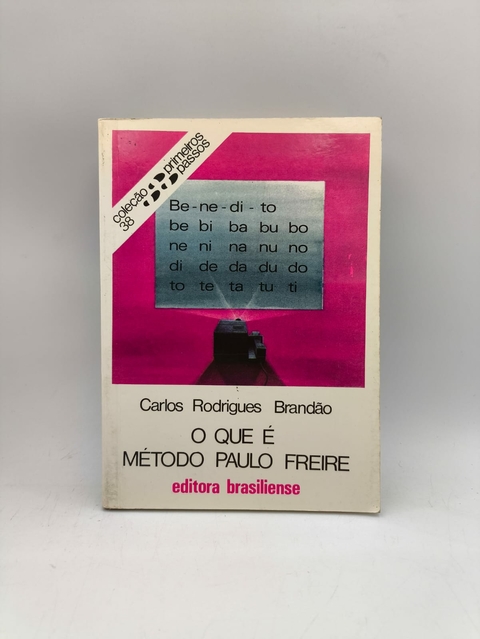 coleção primeiros
38 passos
Be-ne-di-to
be bi ba bu bo
ne ni na nu no
di de da du do
to te ta tu ti
Carlos Rodrigues Brandão
O QUE É
MÉTODO PAULO FREIRE
editora brasiliense